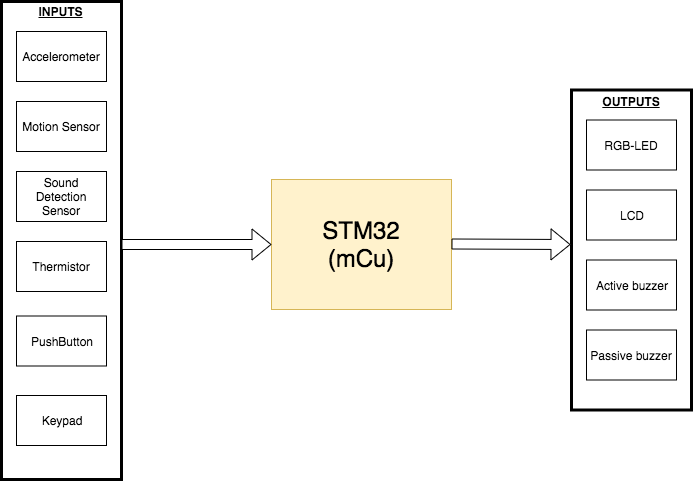 INPUTS
Accelerometer
Motion Sensor
Sound
Detection
Sensor
Thermistor
PushButton
Keypad
STM32
(mCu)
OUTPUTS
RGB-LED
LCD
Active buzzer
Passive buzzer